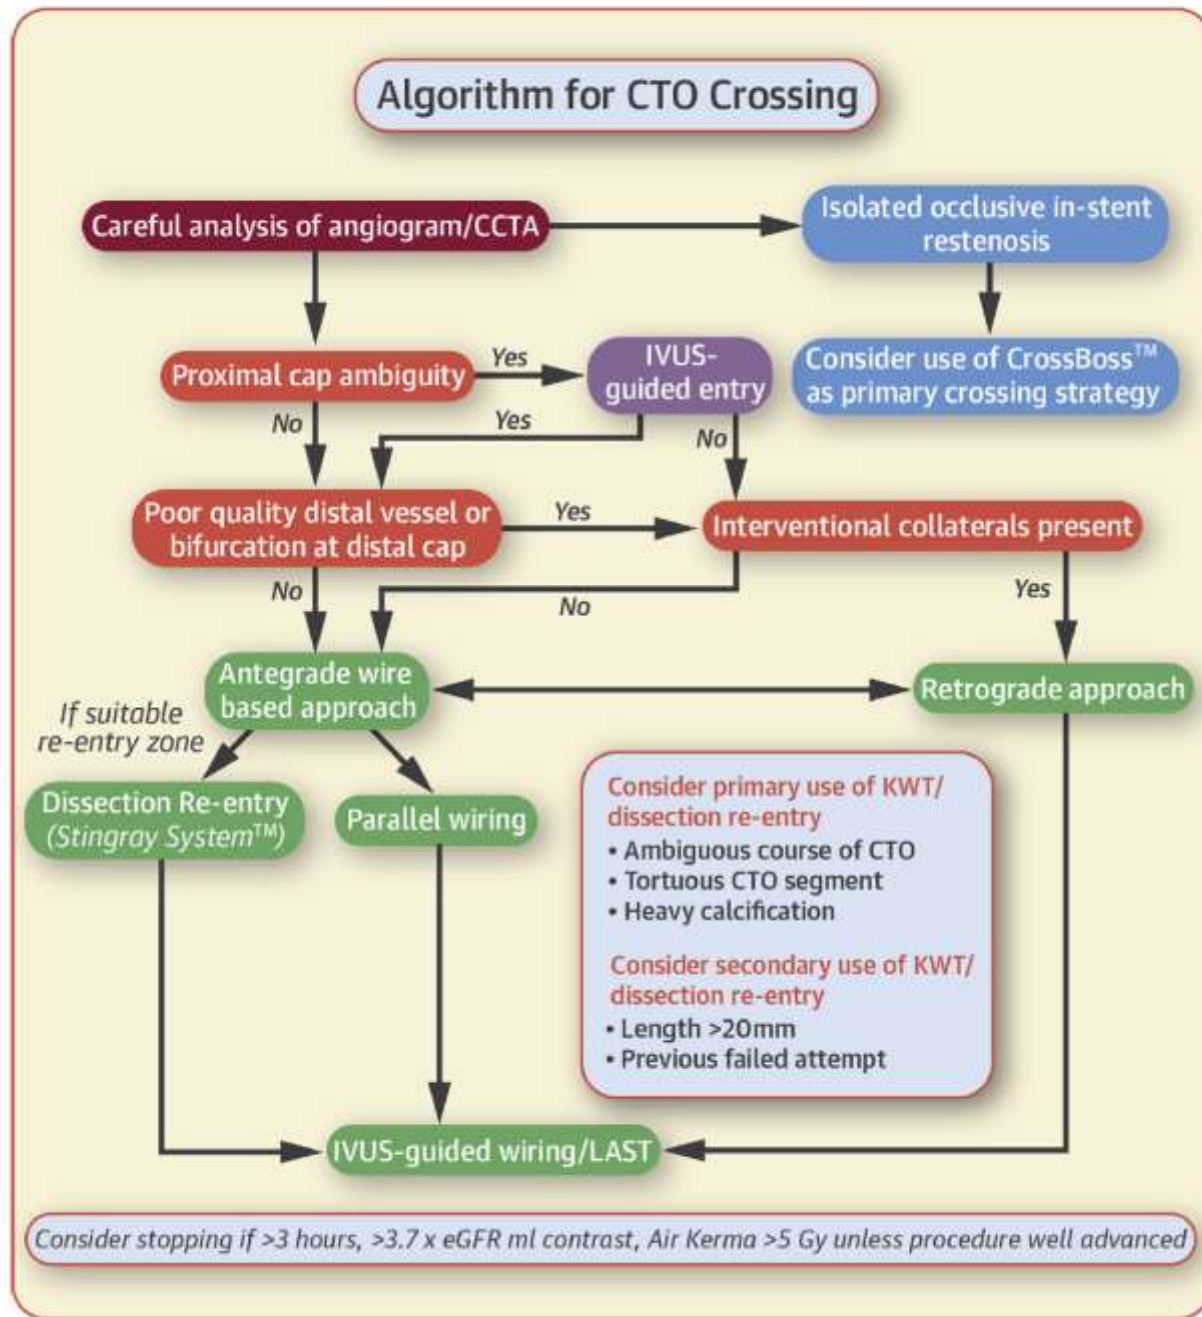 Algorithm for CTO Crossing
Careful analysis of angiogram/CCTA
Isolated occlusive in-stent
restenosis
Proximal cap ambiguity
Yes
IVUS-
guided entry
Consider use of CrossBoss™
as primary crossing strategy
No
Yes
No
Poor quality distal vessel or
bifurcation at distal cap
Yes
Interventional collaterals present
No
No
Yes
Antegrade wire
based approach
Retrograde approach
If suitable
re-entry zone
Dissection Re-entry
(Stingray System™)
Parallel wiring
Consider primary use of KWT/
dissection re-entry
• Ambiguous course of CTO
• Tortuous CTO segment
• Heavy calcification
Consider secondary use of KWT/
dissection re-entry
• Length >20mm
• Previous failed attempt
IVUS-guided wiring/LAST
Consider stopping if >3 hours, >3.7 x eGFR ml contrast, Air Kerma >5 Gy unless procedure well advanced